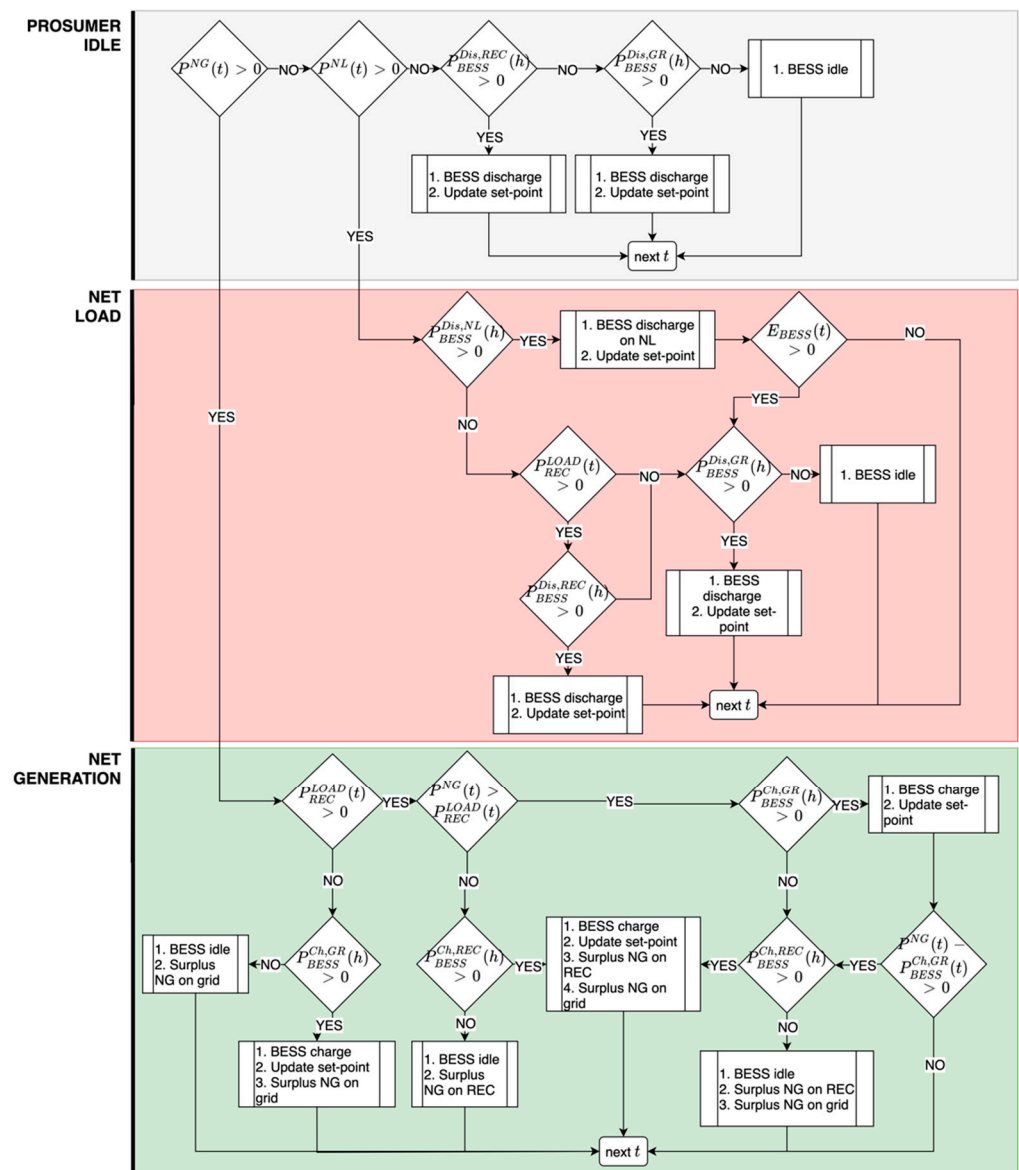 PROSUMER
IDLE
P^{NG}(t) > 0
NO
P^{NL}(t) > 0
NO
P_{BESS}^{Dis,REC}(h)
> 0
NO
P_{BESS}^{Dis,GR}(h)
> 0
NO
1. BESS idle
YES
YES
1. BESS discharge
2. Update set-point
1. BESS discharge
2. Update set-point
YES
next t
NET
LOAD
P_{BESS}^{Dis,NL}(h)
> 0
YES
1. BESS discharge
on NL
2. Update set-point
E_{BESS}(t)
> 0
NO
YES
YES
NO
P_{REC}^{LOAD}(t)
> 0
NO
P_{BESS}^{Dis,GR}(h)
> 0
NO
1. BESS idle
YES
YES
P_{BESS}^{Dis,REC}(h)
> 0
1. BESS
discharge
2. Update set-
point
YES
1. BESS discharge
2. Update set-point
next t
NET
GENERATION
P_{REC}^{LOAD}(t)
> 0
YES
P^{NG}(t) >
P_{REC}^{LOAD}(t)
YES
P_{BESS}^{Ch,GR}(h)
> 0
YES
1. BESS charge
2. Update set-
point
NO
NO
NO
1. BESS idle
2. Surplus
NG on grid
NO
P_{BESS}^{Ch,GR}(h)
> 0
P_{BESS}^{Ch,REC}(h)
> 0
YES
1. BESS charge
2. Update set-point
3. Surplus NG on
REC
4. Surplus NG on
grid
YES
P_{BESS}^{Ch,REC}(h)
> 0
YES
P^{NG}(t) −
P_{BESS}^{Ch,GR}(t)
> 0
YES
NO
NO
NO
1. BESS charge
2. Update set-point
3. Surplus NG on
grid
1. BESS idle
2. Surplus
NG on REC
1. BESS idle
2. Surplus NG on REC
3. Surplus NG on grid
next t